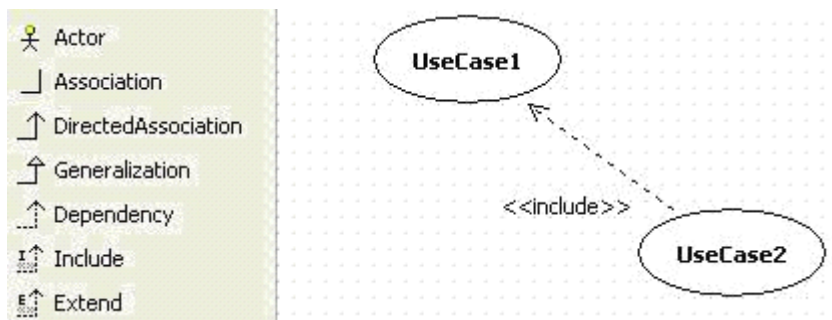 Actor
Association
DirectedAssociation
Generalization
Dependency
I
Include
E
Extend
UseCase1
<<include>>
UseCase2